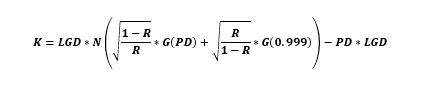 K = LGD * N(√((1 − R)/R) * G(PD) + √(R/(1 − R)) * G(0.999)) − PD * LGD